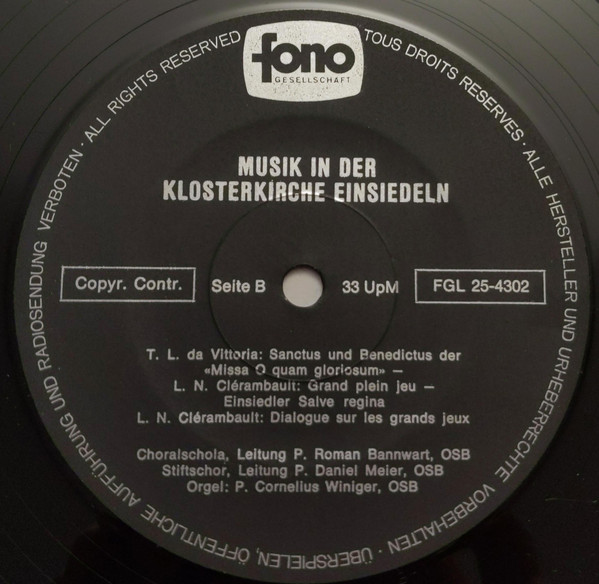 fono
GESELLSCHAFT
ALL RIGHTS RESERVED
TOUS DROITS RESERVES · ALLE HERSTELLER UND URHEBERRECHTE VORBEHALTEN · ÜBERSPIELEN, ÖFFENTLICHE AUFFÜHRUNG UND RADIOSENDUNG VERBOTEN ·
MUSIK IN DER
KLOSTERKIRCHE EINSIEDELN
Copyr. Contr.
Seite B
33 UpM
FGL 25-4302
T. L. da Vittoria: Sanctus und Benedictus der
«Missa O quam gloriosum» –
L. N. Clérambault: Grand plein jeu –
Einsiedler Salve regina
L. N. Clérambault: Dialogue sur les grands jeux
Choralschola, Leitung P. Roman Bannwart, OSB
Stiftschor, Leitung P. Daniel Meier, OSB
Orgel: P. Cornelius Winiger, OSB